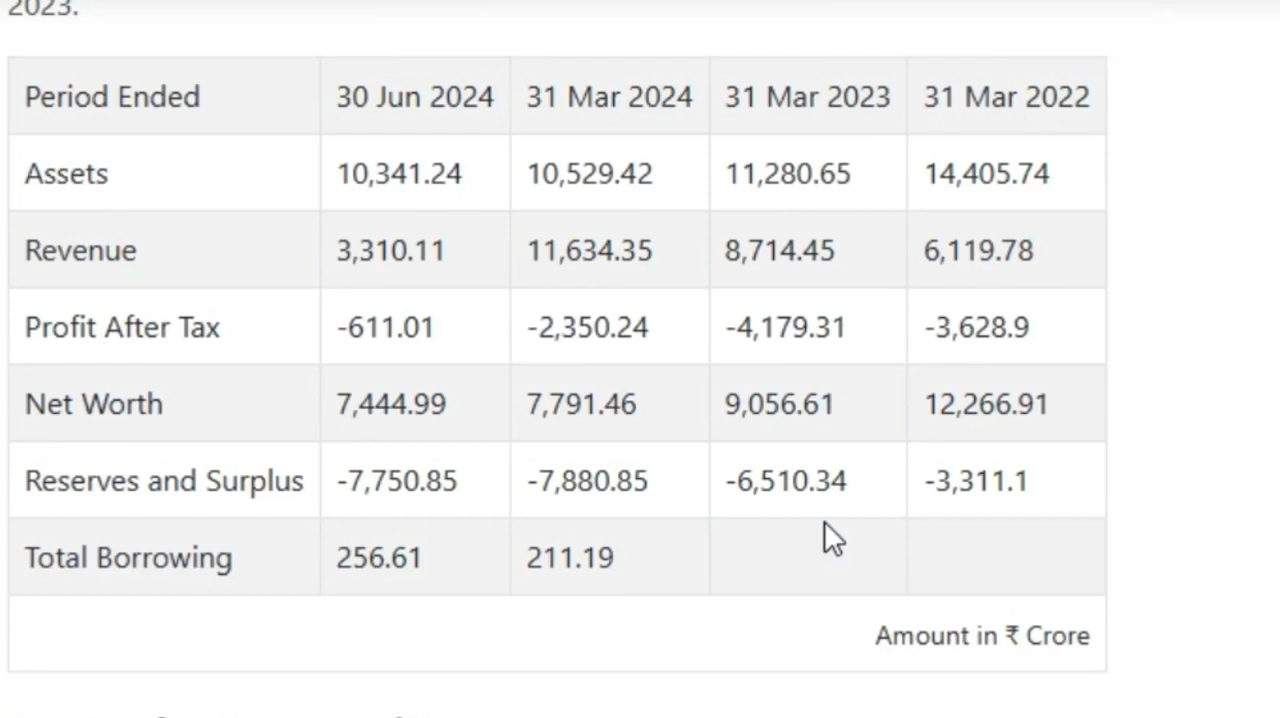 2023.
Period Ended 30 Jun 2024 31 Mar 2024 31 Mar 2023 31 Mar 2022
Assets 10,341.24 10,529.42 11,280.65 14,405.74
Revenue 3,310.11 11,634.35 8,714.45 6,119.78
Profit After Tax -611.01 -2,350.24 -4,179.31 -3,628.9
Net Worth 7,444.99 7,791.46 9,056.61 12,266.91
Reserves and Surplus -7,750.85 -7,880.85 -6,510.34 -3,311.1
Total Borrowing 256.61 211.19
Amount in ₹ Crore